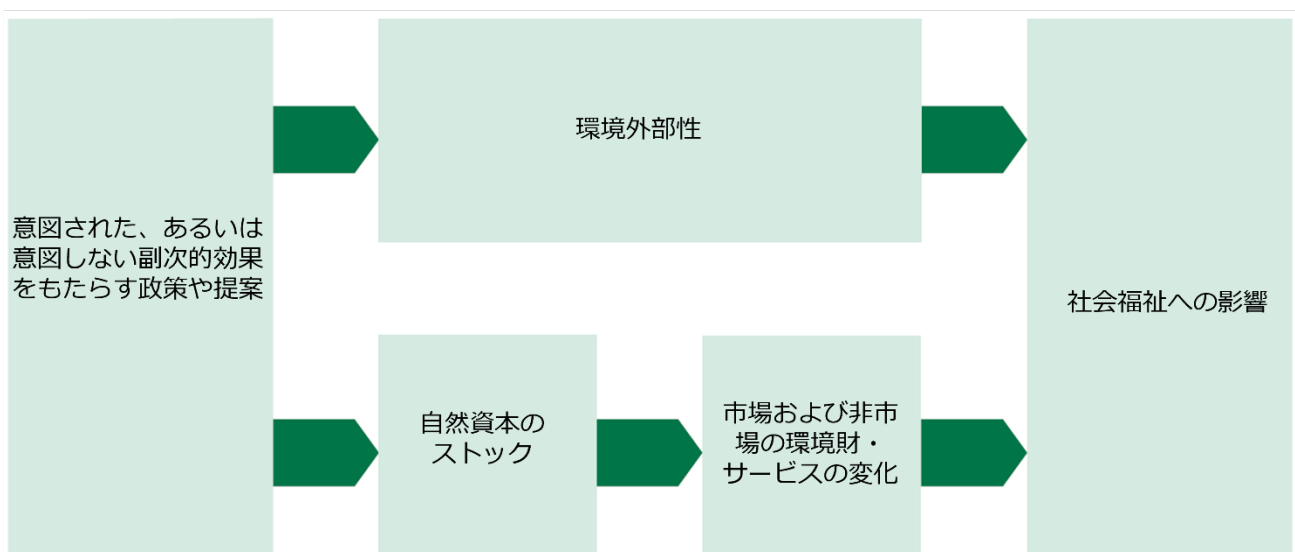 意図された、あるいは
意図しない副次的効果
をもたらす政策や提案
環境外部性
自然資本の
ストック
市場および非市
場の環境財・
サービスの変化
社会福祉への影響